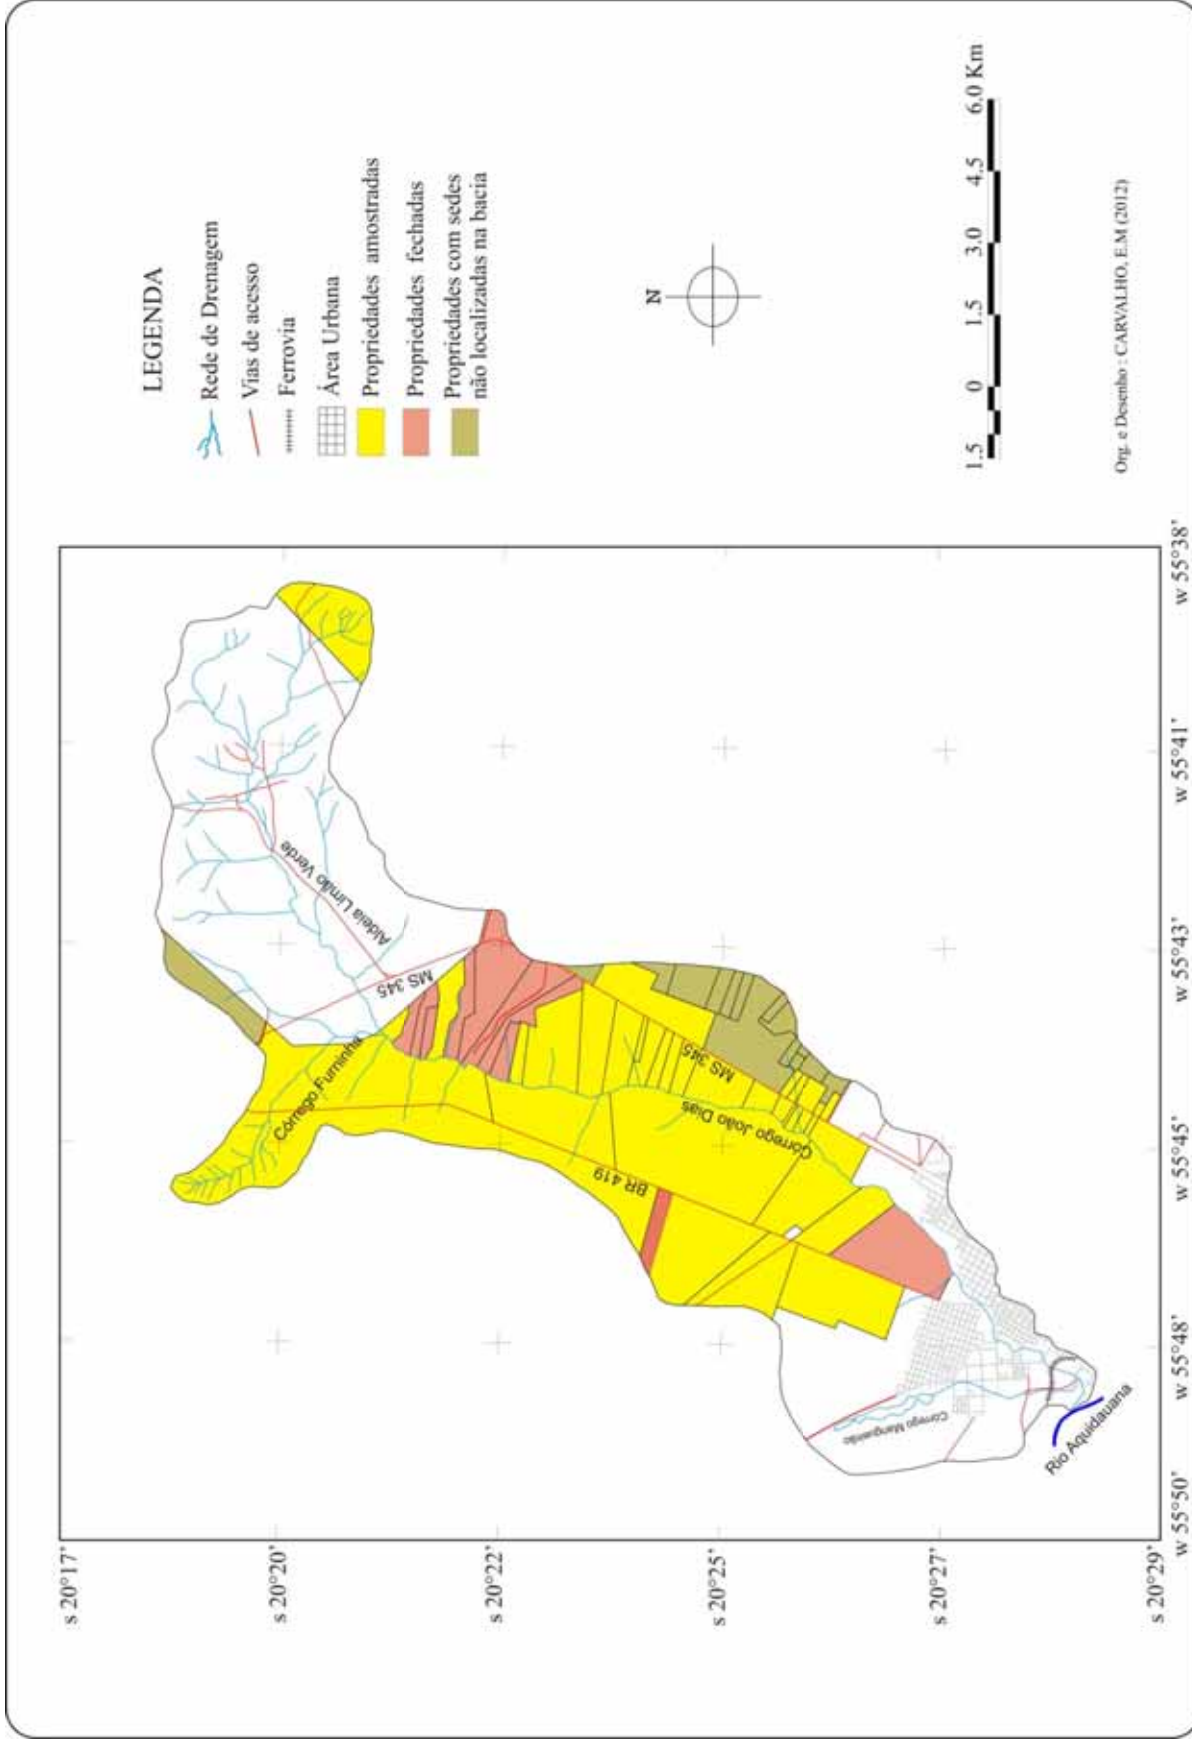 LEGENDA
Rede de Drenagem
Vias de acesso
Ferrovia
Área Urbana
Propriedades amostradas
Propriedades fechadas
Propriedades com sedes
não localizadas na bacia
N
1.5 0 1.5 3.0 4.5 6.0 Km
Org. e Desenho : CARVALHO, E.M (2012)
s 20°17'
s 20°20'
s 20°22'
s 20°25'
s 20°27'
s 20°29'
w 55°50'
w 55°48'
w 55°45'
w 55°43'
w 55°41'
w 55°38'
Aldeia Limão Verde
MS 345
Córrego Furninha
MS 345
Córrego João Dias
BR 419
Córrego Mangueirão
Rio Aquidauana